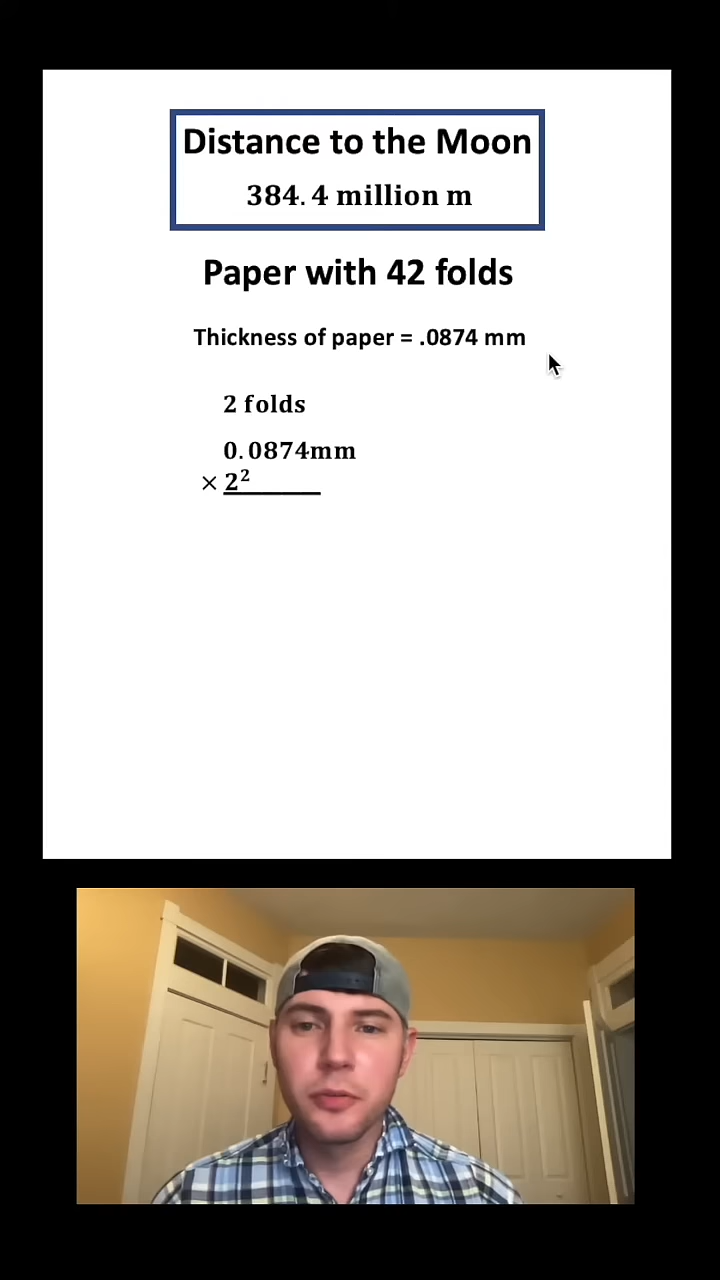 Distance to the Moon
384.4 million m
Paper with 42 folds
Thickness of paper = .0874 mm
2 folds
0.0874mm
× 2²